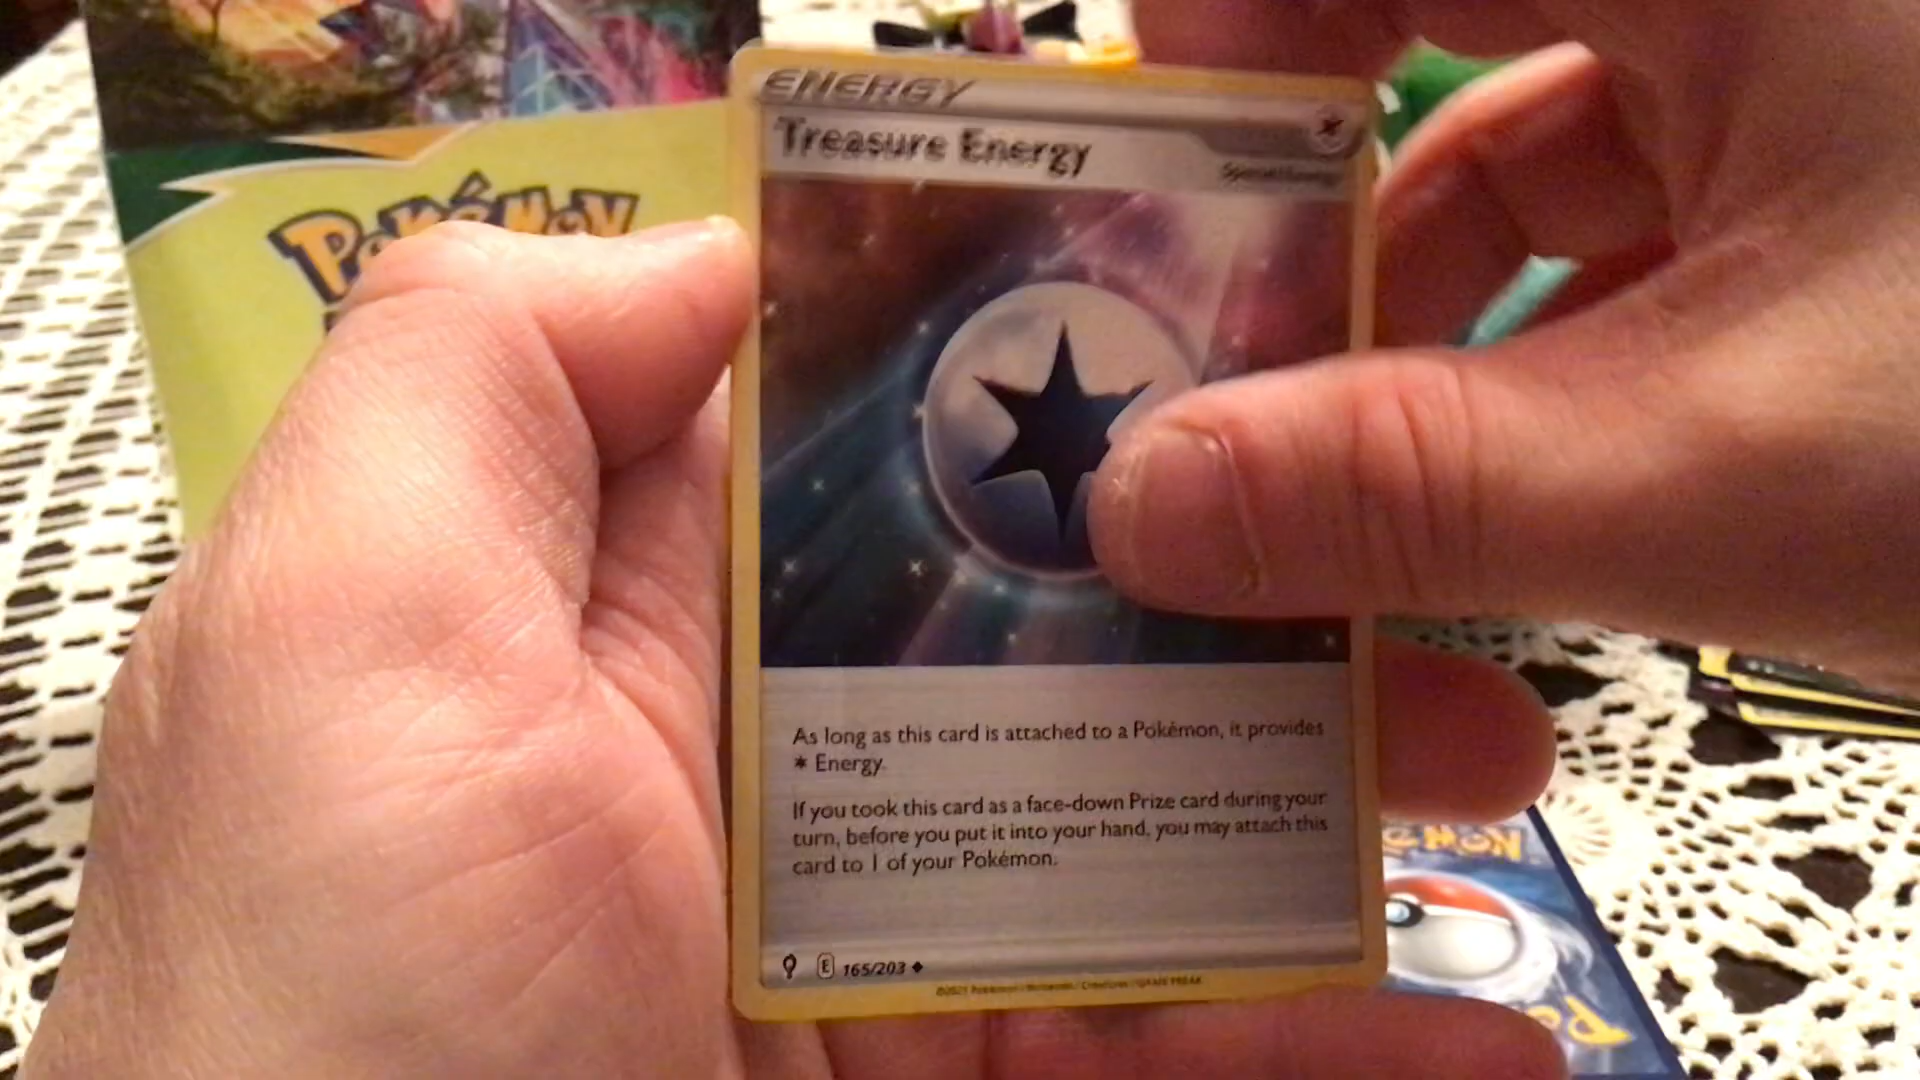 POKéMON
ENERGY
Treasure Energy
Special Energy
As long as this card is attached to a Pokémon, it provides
✶ Energy.
If you took this card as a face-down Prize card during your
turn, before you put it into your hand, you may attach this
card to 1 of your Pokémon.
E 165/203
©2021 Pokémon / Nintendo / Creatures / GAME FREAK